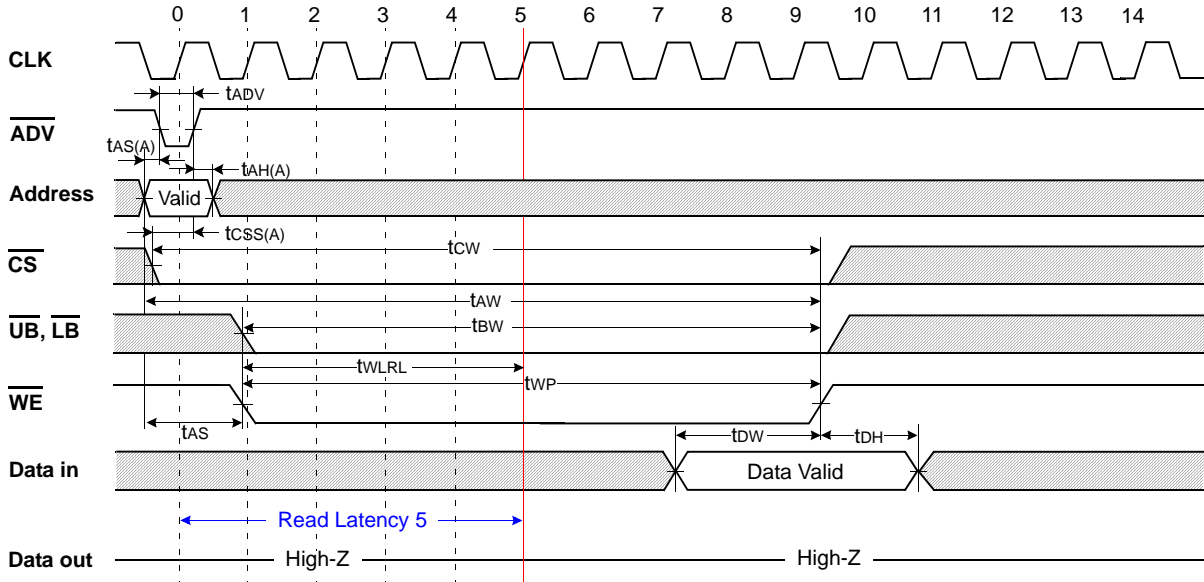 0 1 2 3 4 5 6 7 8 9 10 11 12 13 14
CLK
tADV
ADV
tAS(A)
tAH(A)
Address
Valid
tCSS(A)
CS
tCW
tAW
UB, LB
tBW
tWLRL
tWP
WE
tAS
tDW
tDH
Data in
Data Valid
Read Latency 5
Data out
High-Z
High-Z